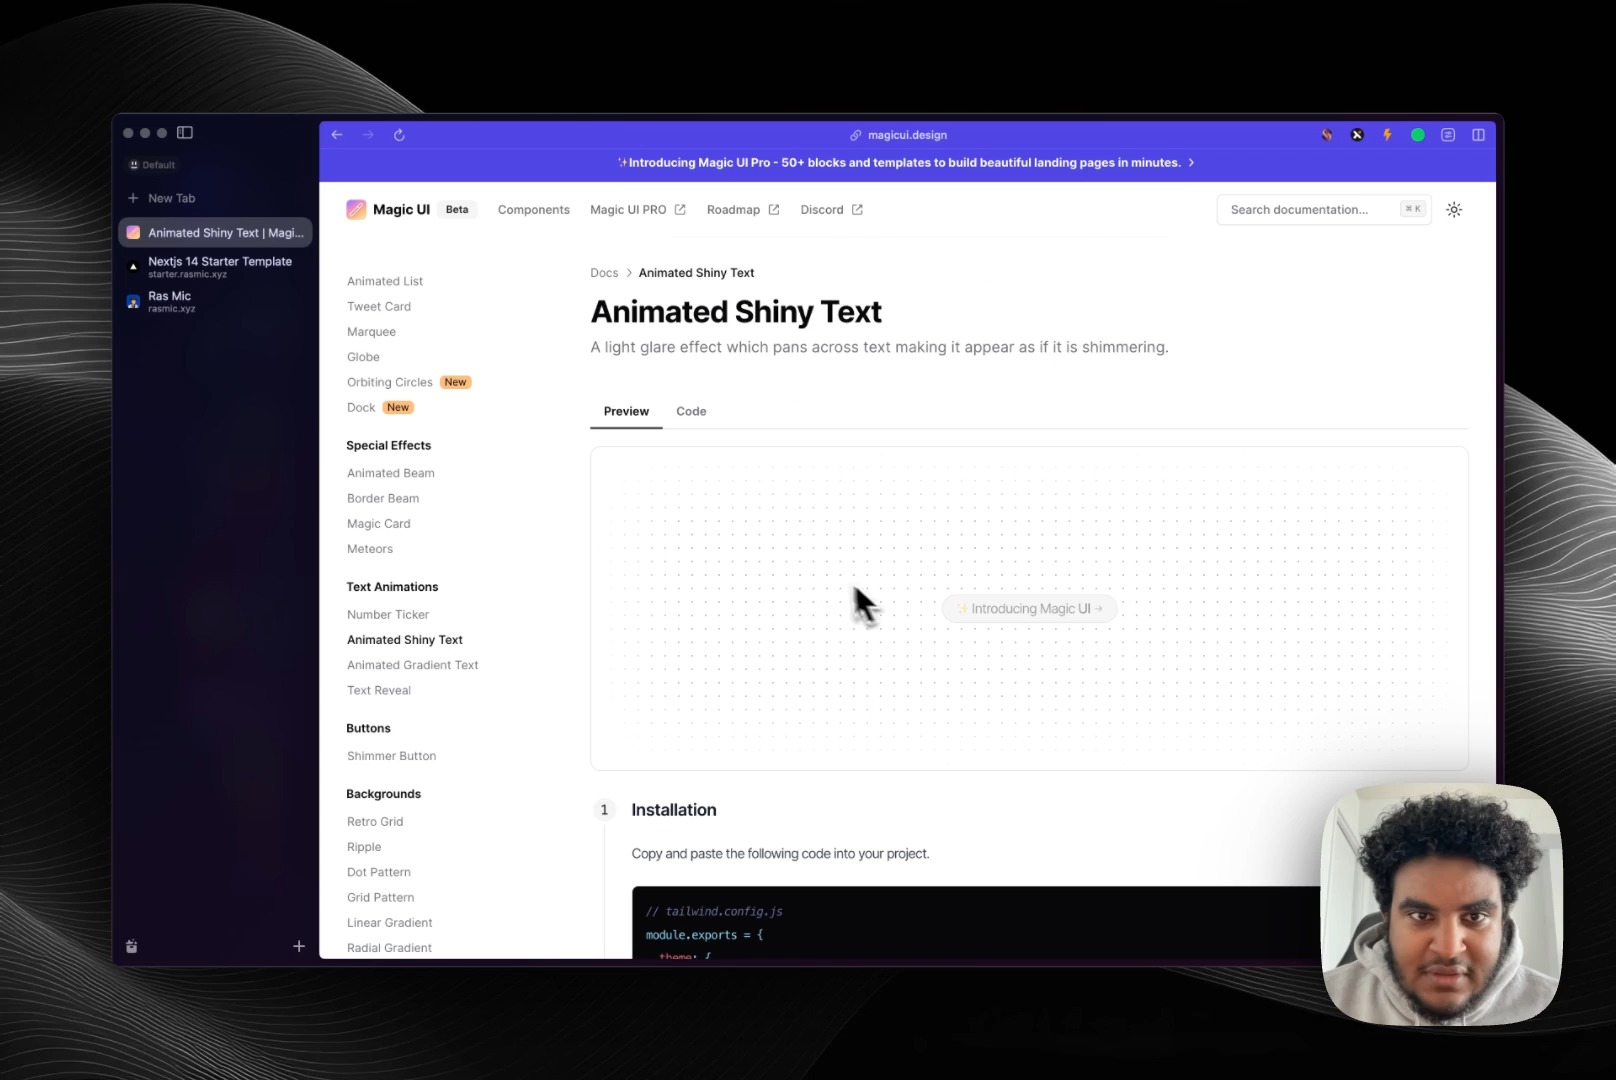 Default
New Tab
Animated Shiny Text | Magi...
Nextjs 14 Starter Template
starter.rasmic.xyz
Ras Mic
rasmic.xyz
magicui.design
✨Introducing Magic UI Pro - 50+ blocks and templates to build beautiful landing pages in minutes.
Magic UI Beta Components Magic UI PRO Roadmap Discord Search documentation... ⌘ K
Animated List
Tweet Card
Marquee
Globe
Orbiting Circles New
Dock New
Special Effects
Animated Beam
Border Beam
Magic Card
Meteors
Text Animations
Number Ticker
Animated Shiny Text
Animated Gradient Text
Text Reveal
Buttons
Shimmer Button
Backgrounds
Retro Grid
Ripple
Dot Pattern
Grid Pattern
Linear Gradient
Radial Gradient
Docs > Animated Shiny Text
Animated Shiny Text
A light glare effect which pans across text making it appear as if it is shimmering.
Preview Code
✨ Introducing Magic UI →
1 Installation
Copy and paste the following code into your project.
// tailwind.config.js
module.exports = {
theme: {